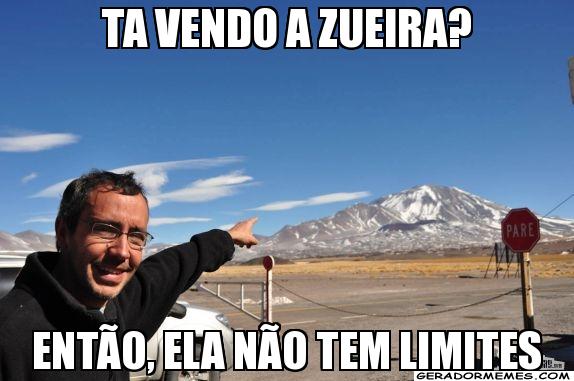 TA VENDO A ZUEIRA?
PARE
ENTÃO, ELA NÃO TEM LIMITES
GERADORMEMES.COM